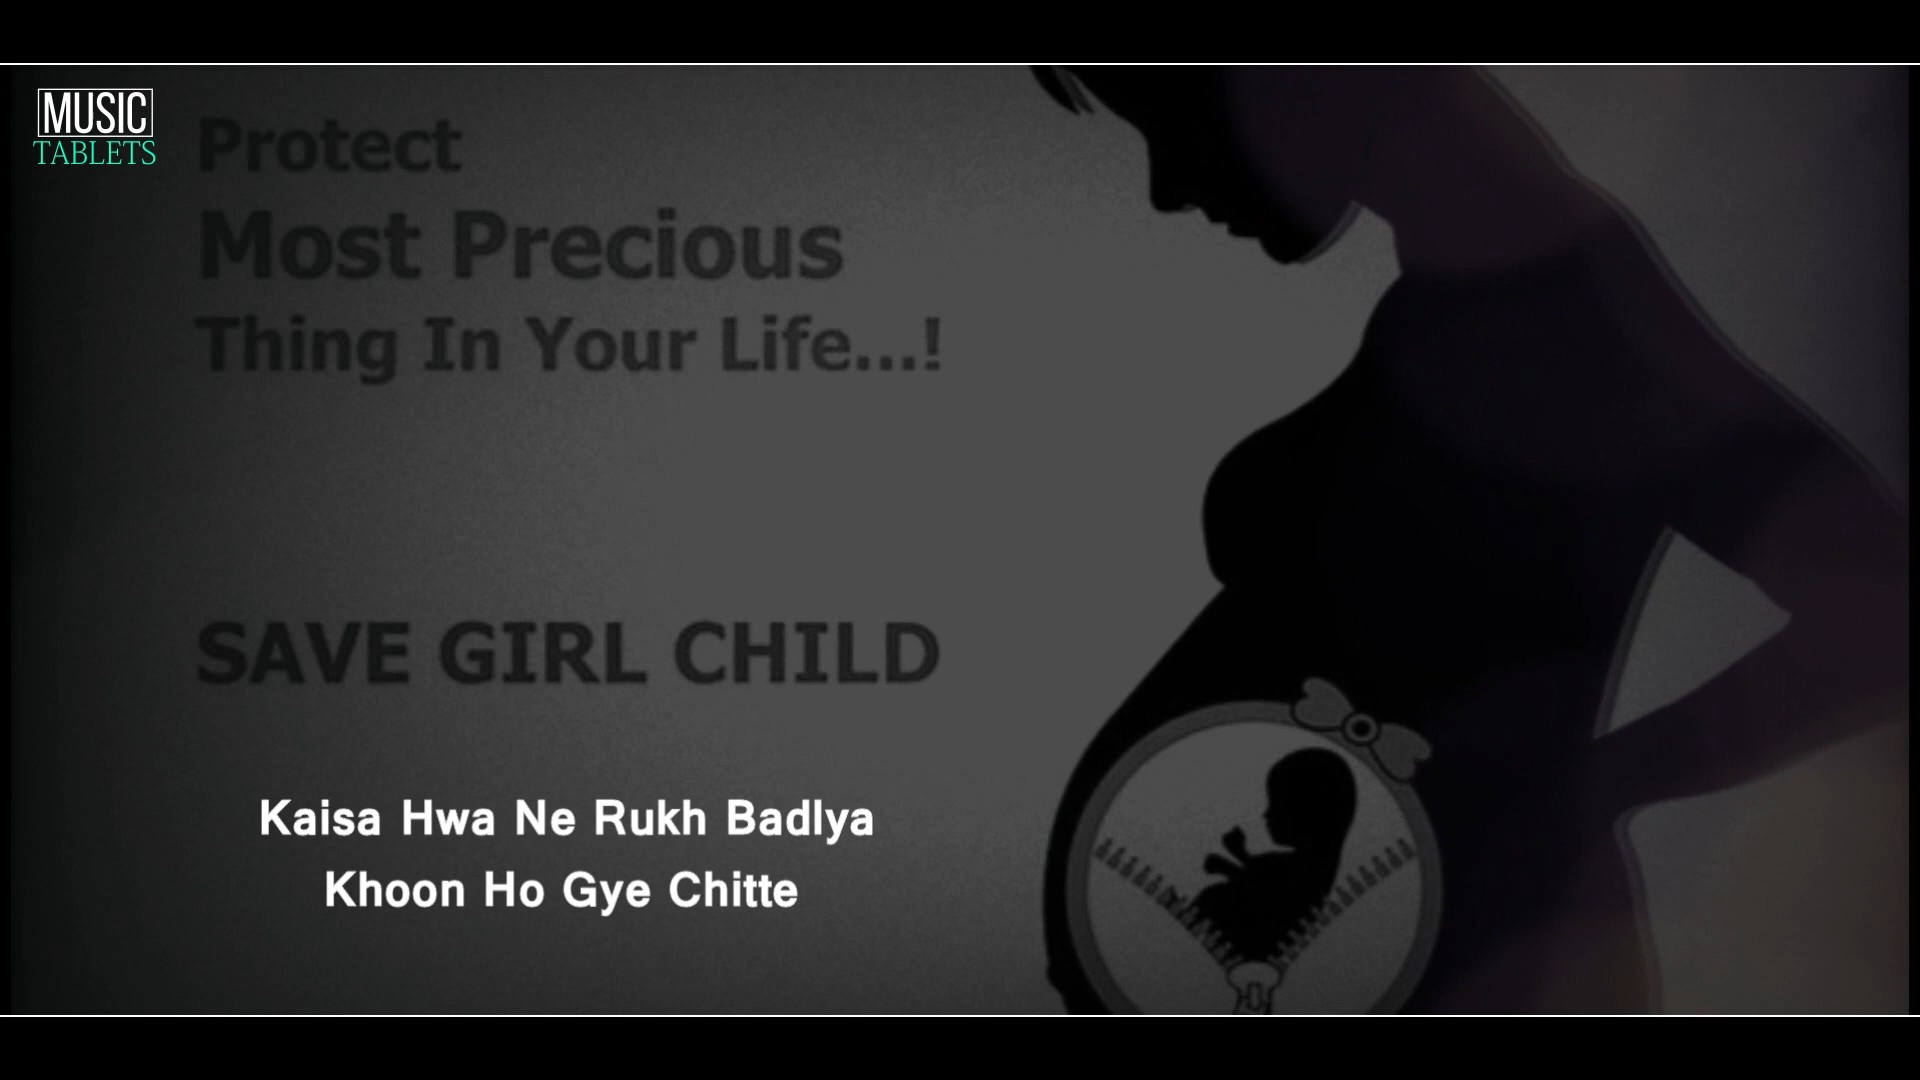 MUSIC
TABLETS
Protect
Most Precious
Thing In Your Life...!
SAVE GIRL CHILD
Kaisa Hwa Ne Rukh Badlya
Khoon Ho Gye Chitte